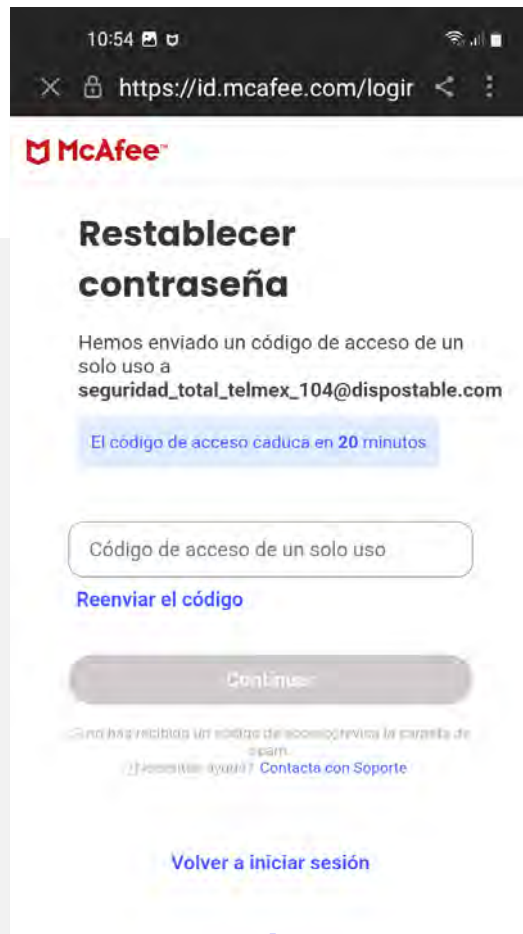 10:54
https://id.mcafee.com/logir
McAfee™
Restablecer
contraseña
Hemos enviado un código de acceso de un
solo uso a
seguridad_total_telmex_104@dispostable.com
El código de acceso caduca en 20 minutos
Código de acceso de un solo uso
Reenviar el código
Continuar
no has recibido un código de acceso, revisa la carpeta de
spam.
¿Necesitas ayuda? Contacta con Soporte
Volver a iniciar sesión